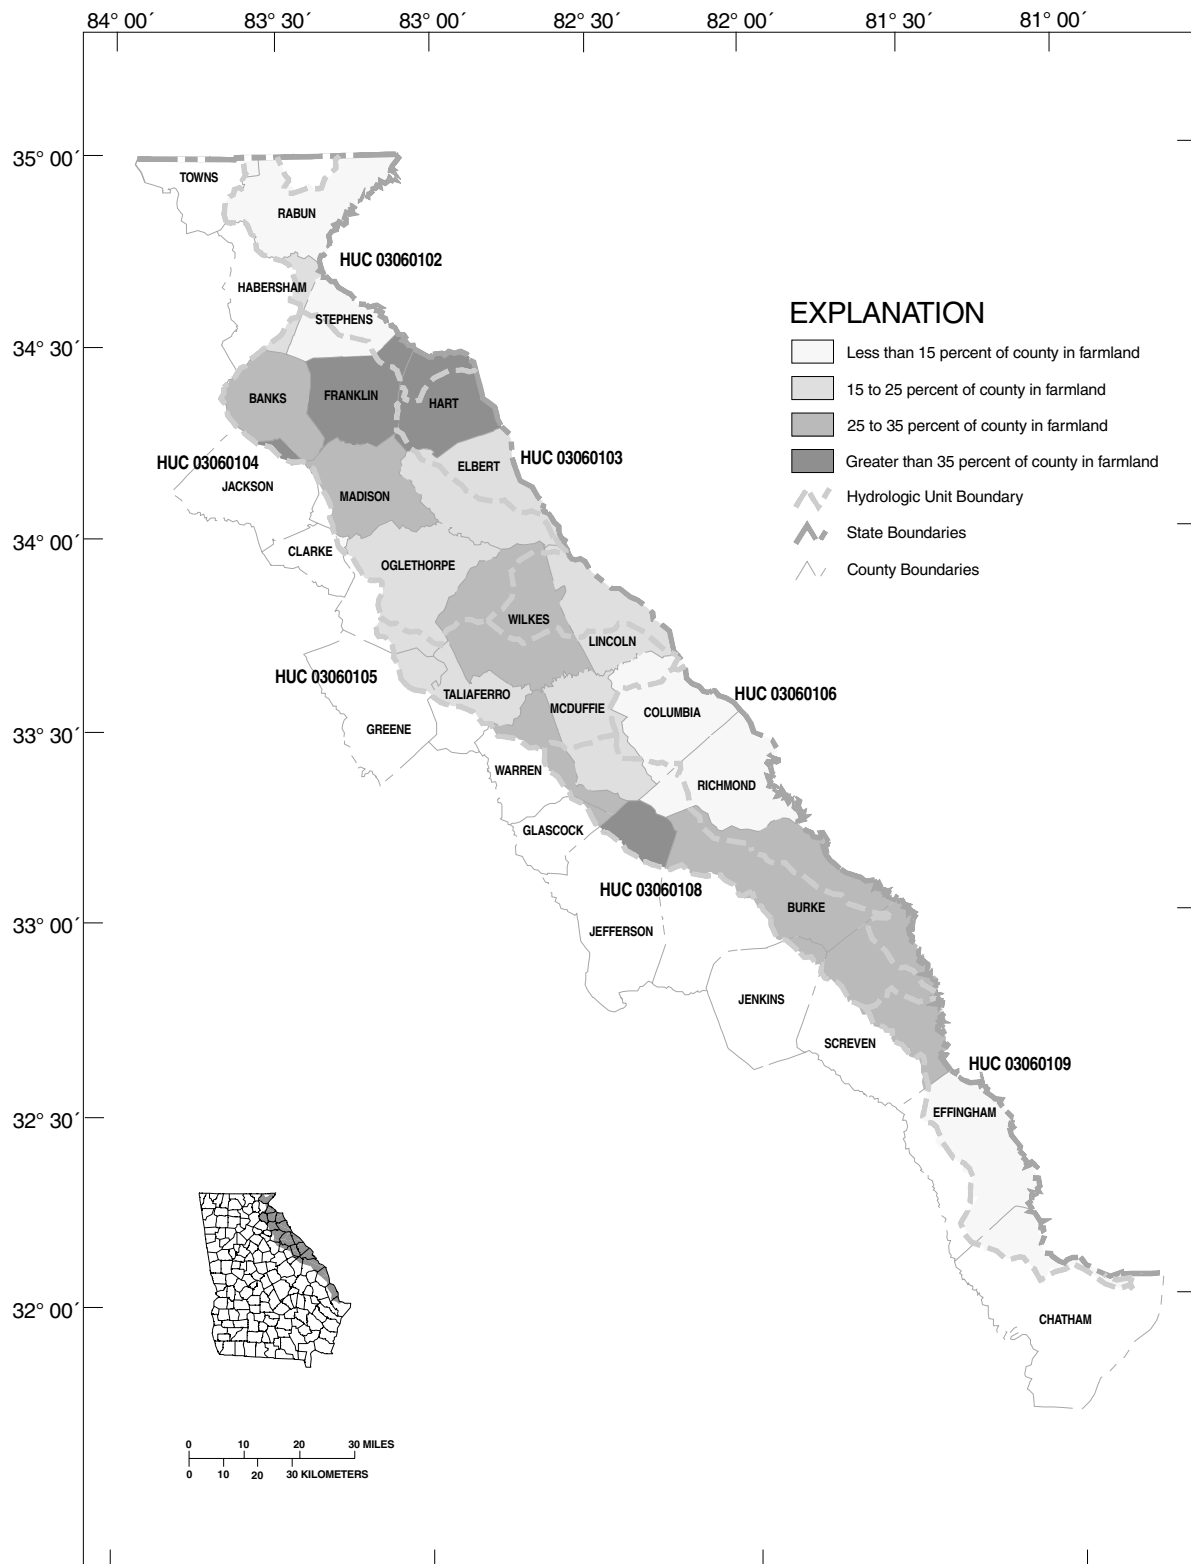 84° 00´ 83° 30´ 83° 00´ 82° 30´ 82° 00´ 81° 30´ 81° 00´
35° 00´
TOWNS
RABUN
HUC 03060102
HABERSHAM
STEPHENS
EXPLANATION
Less than 15 percent of county in farmland
15 to 25 percent of county in farmland
25 to 35 percent of county in farmland
Greater than 35 percent of county in farmland
Hydrologic Unit Boundary
State Boundaries
County Boundaries
34° 30´
BANKS
FRANKLIN
HART
HUC 03060104
JACKSON
ELBERT
HUC 03060103
MADISON
34° 00´
CLARKE
OGLETHORPE
WILKES
LINCOLN
HUC 03060105
TALIAFERRO
MCDUFFIE
COLUMBIA
HUC 03060106
33° 30´
GREENE
WARREN
RICHMOND
GLASCOCK
HUC 03060108
BURKE
33° 00´
JEFFERSON
JENKINS
SCREVEN
HUC 03060109
EFFINGHAM
32° 30´
32° 00´
CHATHAM
0 10 20 30 MILES
0 10 20 30 KILOMETERS